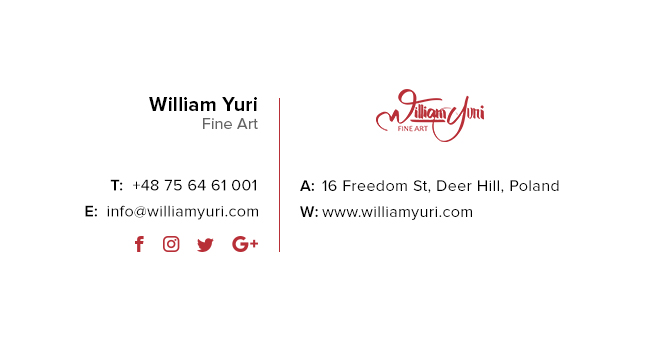 William Yuri
Fine Art
T: +48 75 64 61 001
E: info@williamyuri.com
William Yuri
FINE ART
A: 16 Freedom St, Deer Hill, Poland
W: www.williamyuri.com